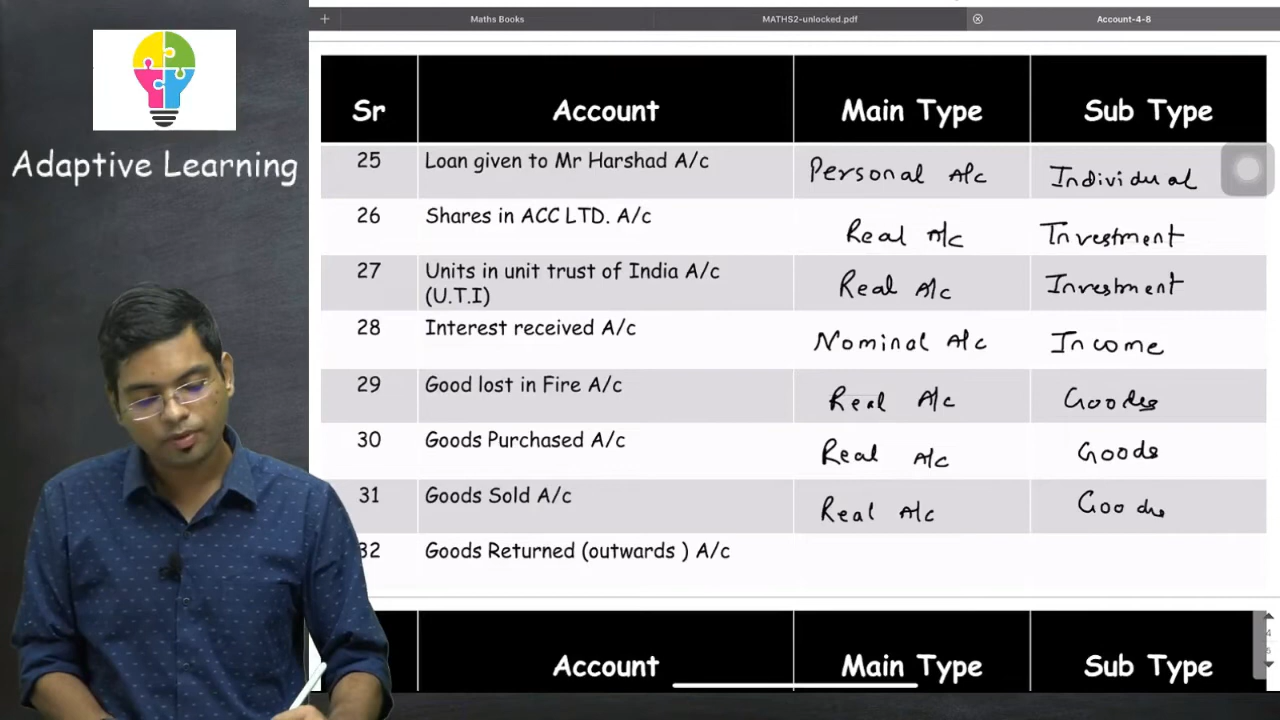 Maths Books MATHS2-unlocked.pdf Account-4-8
Adaptive Learning
Sr Account Main Type Sub Type
25 Loan given to Mr Harshad A/c Personal A/c Individual
26 Shares in ACC LTD. A/c Real A/c Investment
27 Units in unit trust of India A/c Real A/c Investment
(U.T.I)
28 Interest received A/c Nominal A/c Income
29 Good lost in Fire A/c Real A/c Goods
30 Goods Purchased A/c Real A/c Goods
31 Goods Sold A/c Real A/c Goods
32 Goods Returned (outwards ) A/c
Account Main Type Sub Type